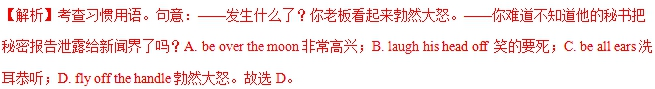 【解析】考查习惯用语。句意：——发生什么了？你老板看起来勃然大怒。——你难道不知道他的秘书把
秘密报告泄露给新闻界了吗？A. be over the moon 非常高兴；B. laugh his head off 笑的要死；C. be all ears 洗
耳恭听；D. fly off the handle 勃然大怒。故选 D。